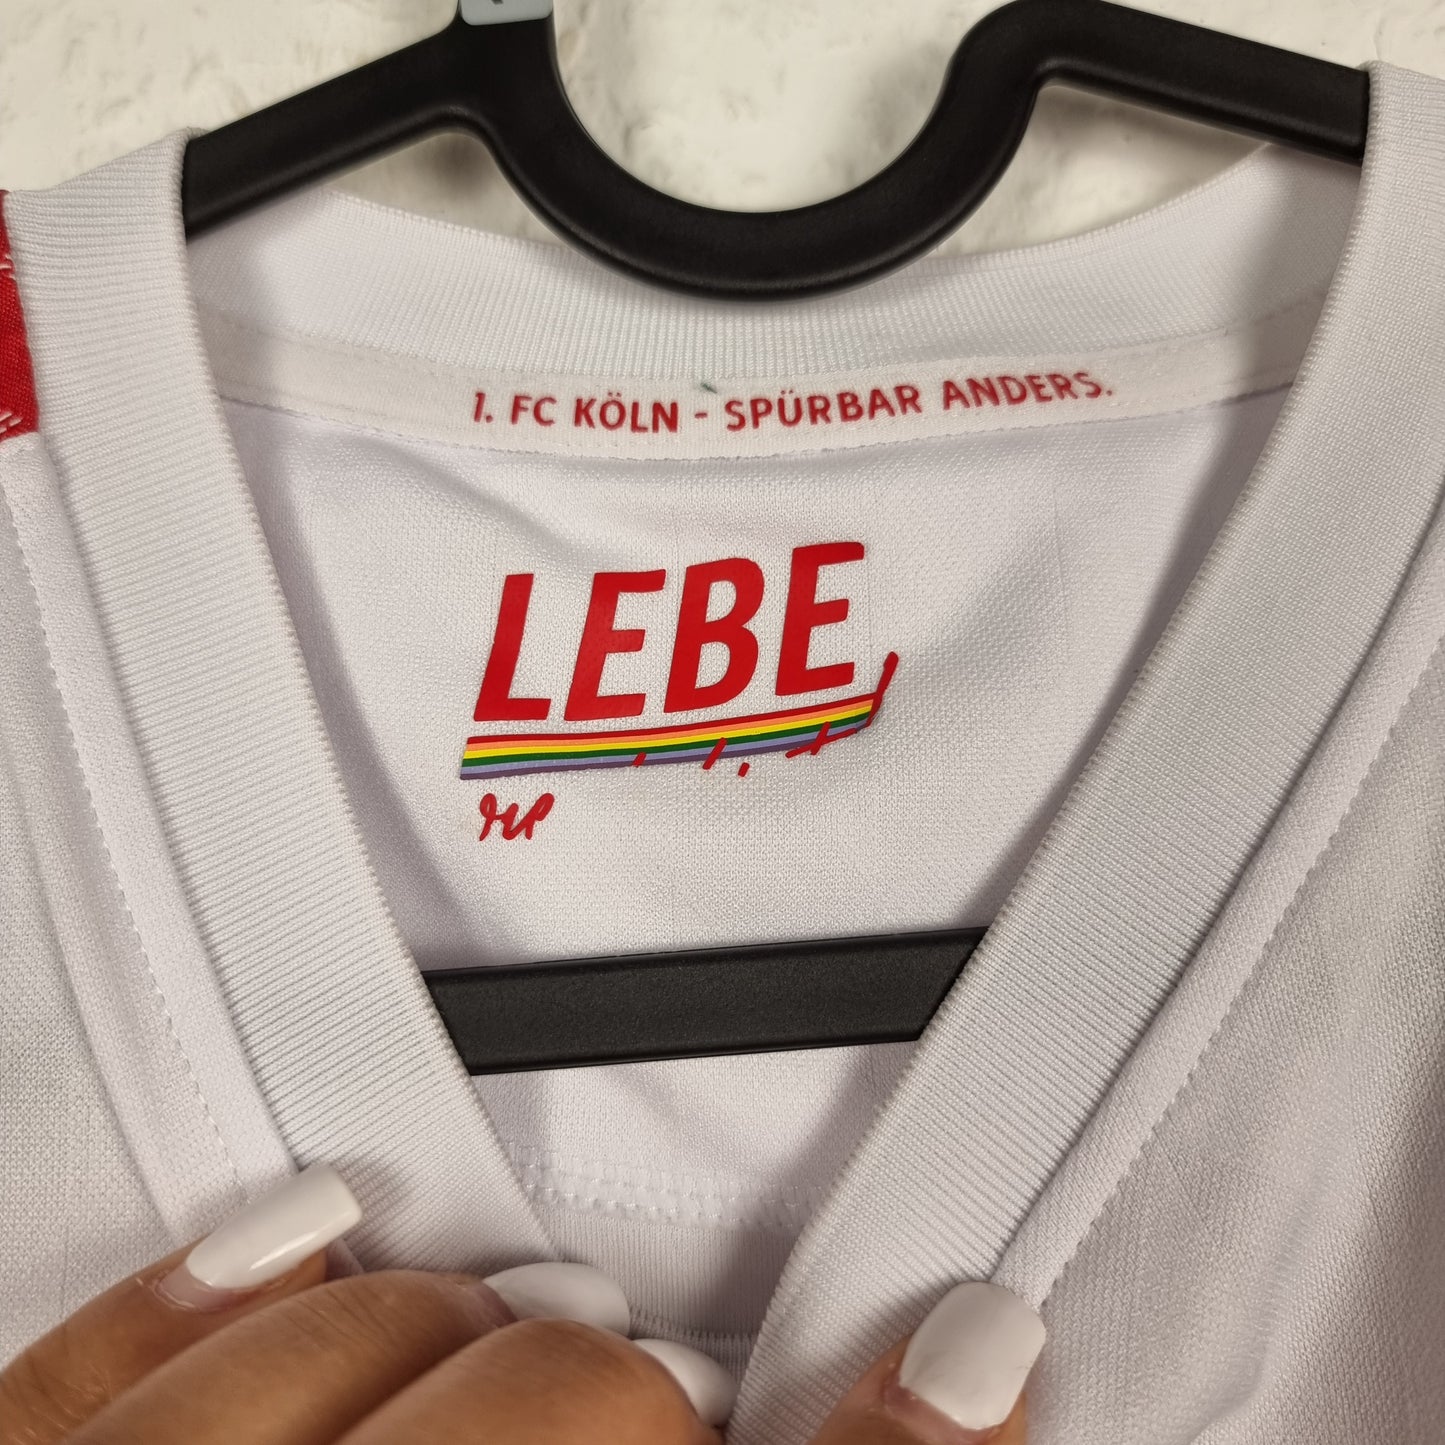 1. FC KÖLN - SPÜRBAR ANDERS.
LEBE